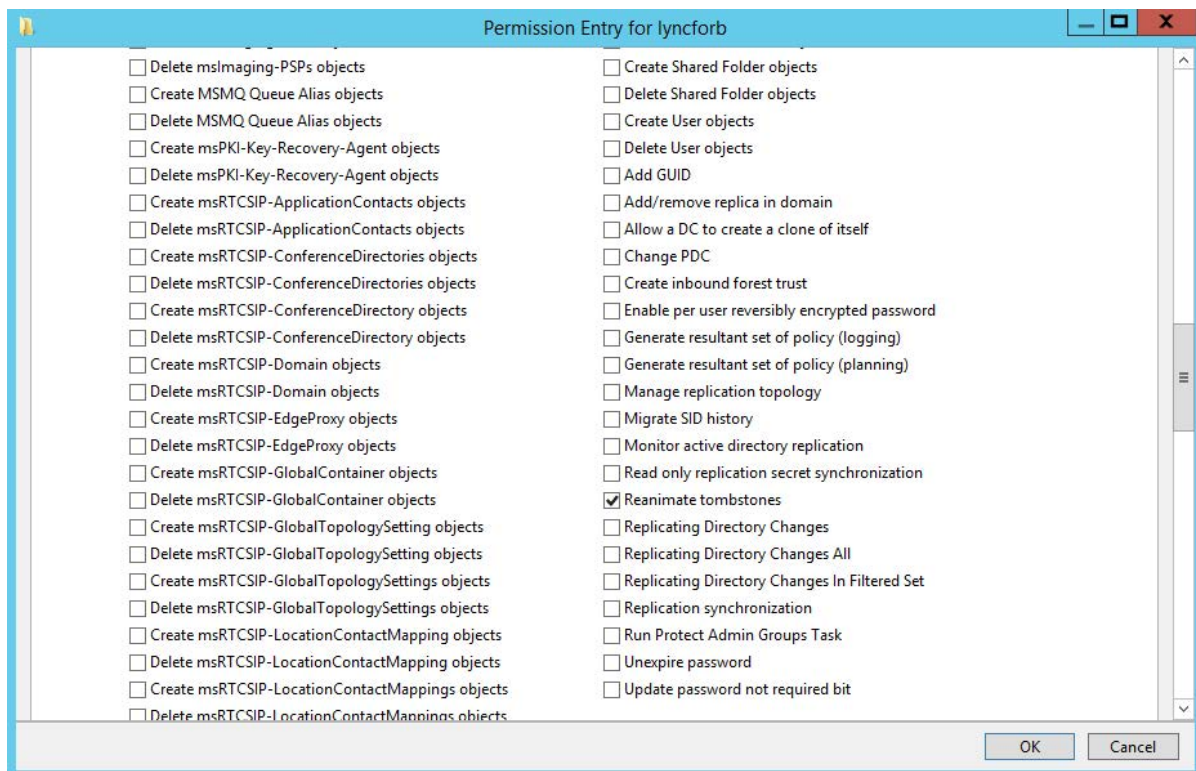 Permission Entry for lyncforb
Delete msImaging-PSPs objects
Create MSMQ Queue Alias objects
Delete MSMQ Queue Alias objects
Create msPKI-Key-Recovery-Agent objects
Delete msPKI-Key-Recovery-Agent objects
Create msRTCSIP-ApplicationContacts objects
Delete msRTCSIP-ApplicationContacts objects
Create msRTCSIP-ConferenceDirectories objects
Delete msRTCSIP-ConferenceDirectories objects
Create msRTCSIP-ConferenceDirectory objects
Delete msRTCSIP-ConferenceDirectory objects
Create msRTCSIP-Domain objects
Delete msRTCSIP-Domain objects
Create msRTCSIP-EdgeProxy objects
Delete msRTCSIP-EdgeProxy objects
Create msRTCSIP-GlobalContainer objects
Delete msRTCSIP-GlobalContainer objects
Create msRTCSIP-GlobalTopologySetting objects
Delete msRTCSIP-GlobalTopologySetting objects
Create msRTCSIP-GlobalTopologySettings objects
Delete msRTCSIP-GlobalTopologySettings objects
Create msRTCSIP-LocationContactMapping objects
Delete msRTCSIP-LocationContactMapping objects
Create msRTCSIP-LocationContactMappings objects
Delete msRTCSIP-LocationContactMappings objects
Create Shared Folder objects
Delete Shared Folder objects
Create User objects
Delete User objects
Add GUID
Add/remove replica in domain
Allow a DC to create a clone of itself
Change PDC
Create inbound forest trust
Enable per user reversibly encrypted password
Generate resultant set of policy (logging)
Generate resultant set of policy (planning)
Manage replication topology
Migrate SID history
Monitor active directory replication
Read only replication secret synchronization
Reanimate tombstones
Replicating Directory Changes
Replicating Directory Changes All
Replicating Directory Changes In Filtered Set
Replication synchronization
Run Protect Admin Groups Task
Unexpire password
Update password not required bit
OK
Cancel